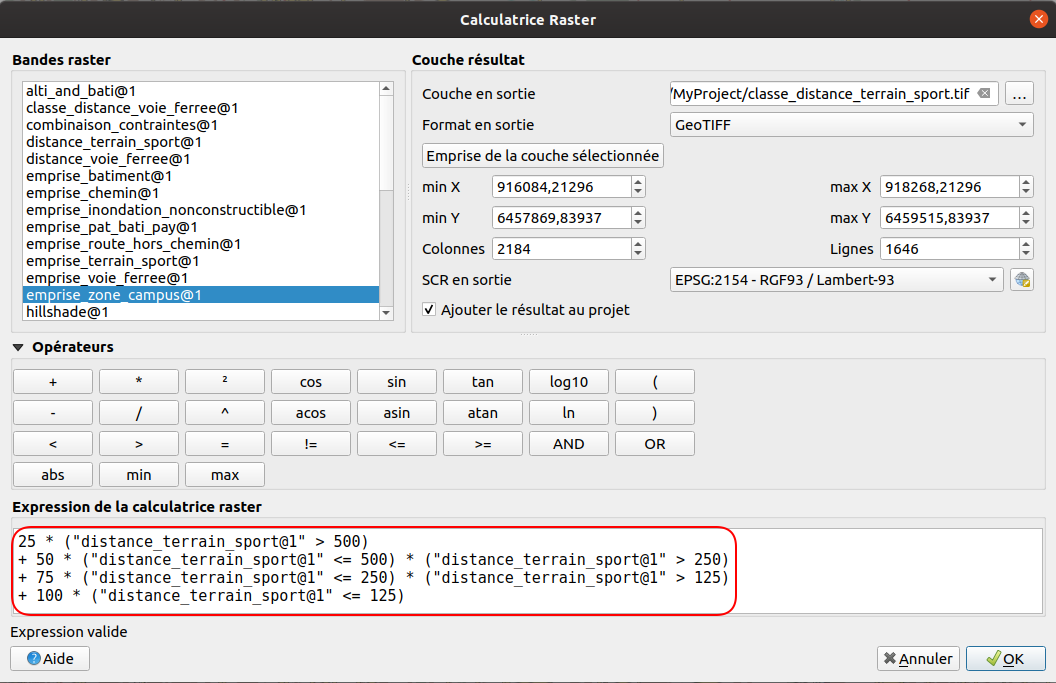 Calculatrice Raster
Bandes raster
alti_and_bati@1
classe_distance_voie_ferree@1
combinaison_contraintes@1
distance_terrain_sport@1
distance_voie_ferree@1
emprise_batiment@1
emprise_chemin@1
emprise_inondation_nonconstructible@1
emprise_pat_bati_pay@1
emprise_route_hors_chemin@1
emprise_terrain_sport@1
emprise_voie_ferree@1
emprise_zone_campus@1
hillshade@1
Couche résultat
Couche en sortie /MyProject/classe_distance_terrain_sport.tif ...
Format en sortie GeoTIFF
Emprise de la couche sélectionnée
min X 916084,21296 max X 918268,21296
min Y 6457869,83937 max Y 6459515,83937
Colonnes 2184 Lignes 1646
SCR en sortie EPSG:2154 - RGF93 / Lambert-93
Ajouter le résultat au projet
Opérateurs
+ * ² cos sin tan log10 (
- / ^ acos asin atan ln )
< > = != <= >= AND OR
abs min max
Expression de la calculatrice raster
25 * ("distance_terrain_sport@1" > 500)
+ 50 * ("distance_terrain_sport@1" <= 500) * ("distance_terrain_sport@1" > 250)
+ 75 * ("distance_terrain_sport@1" <= 250) * ("distance_terrain_sport@1" > 125)
+ 100 * ("distance_terrain_sport@1" <= 125)
Expression valide
Aide Annuler OK